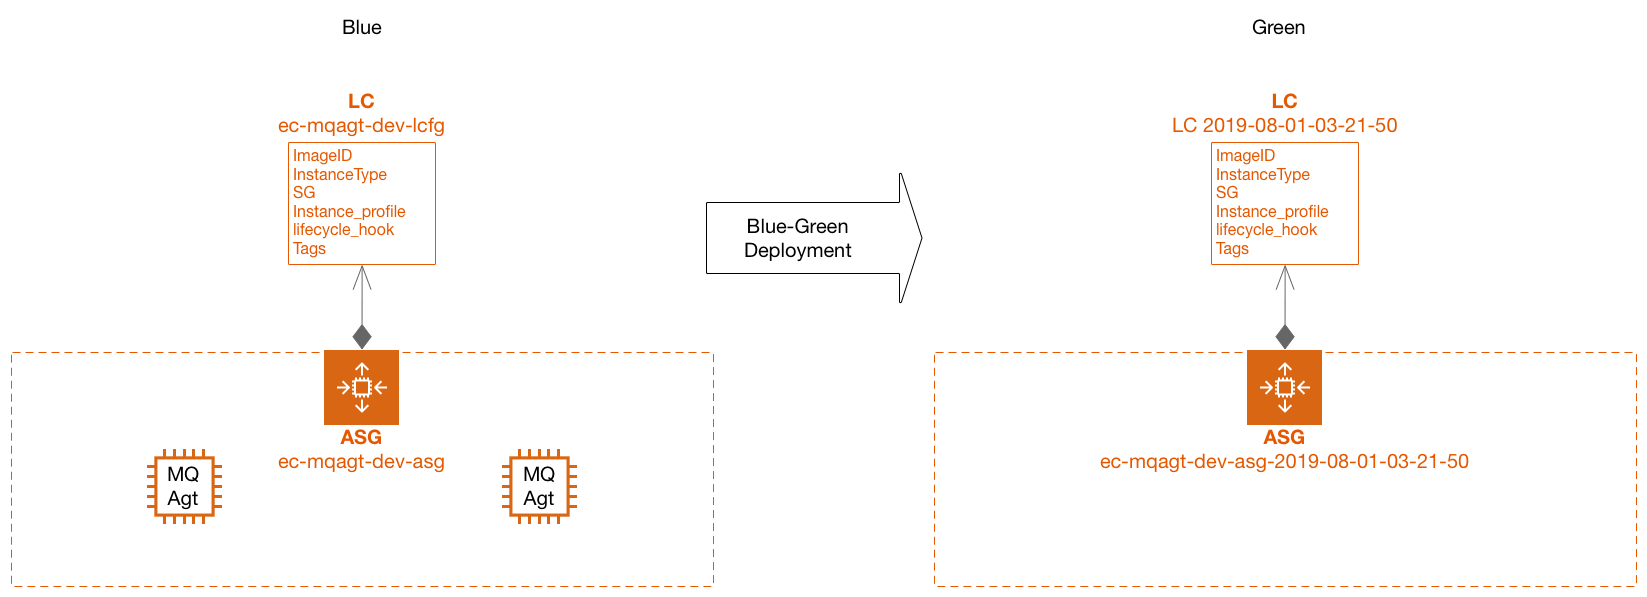 Blue
LC
ec-mqagt-dev-lcfg
ImageID
InstanceType
SG
Instance_profile
lifecycle_hook
Tags
ASG
ec-mqagt-dev-asg
MQ
Agt
MQ
Agt
Blue-Green
Deployment
Green
LC
LC 2019-08-01-03-21-50
ImageID
InstanceType
SG
Instance_profile
lifecycle_hook
Tags
ASG
ec-mqagt-dev-asg-2019-08-01-03-21-50